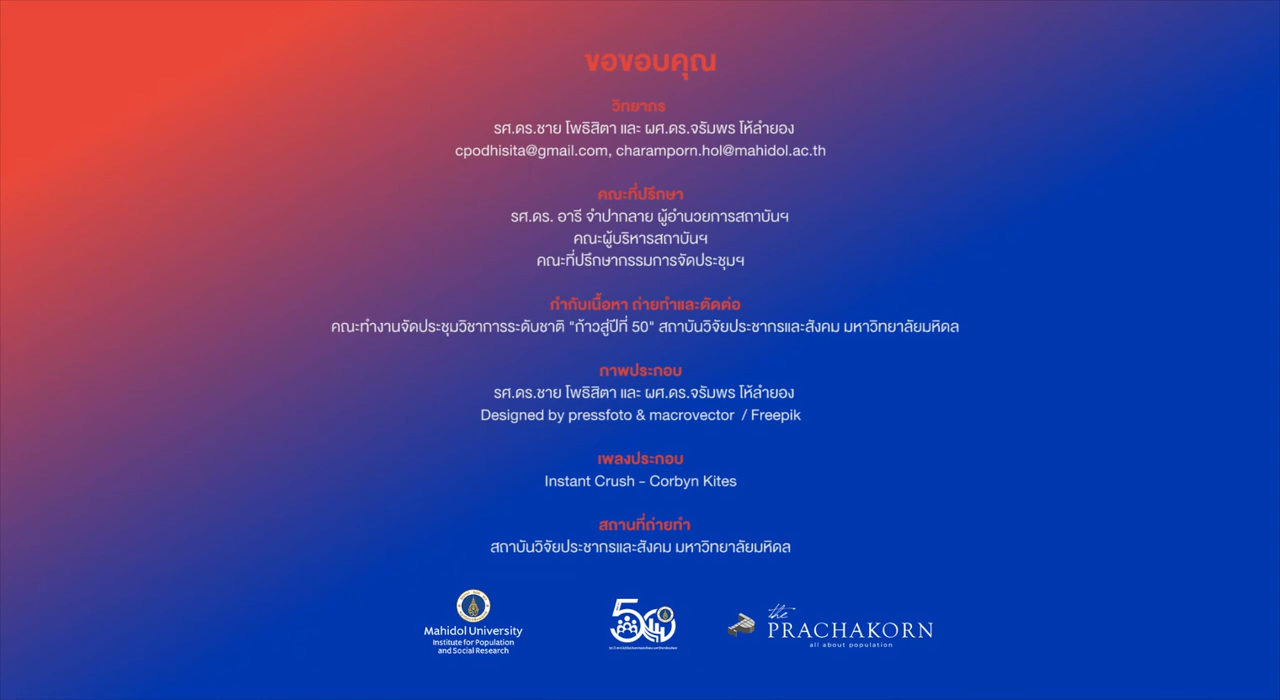 ขอขอบคุณ
วิทยากร
รศ.ดร.ชาย โพธิสิตา และ ผศ.ดร.จรัมพร โห้ลำยอง
cpodhisita@gmail.com, charamporn.hol@mahidol.ac.th
คณะที่ปรึกษา
รศ.ดร. อารี จำปากลาย ผู้อำนวยการสถาบันฯ
คณะผู้บริหารสถาบันฯ
คณะที่ปรึกษากรรมการจัดประชุมฯ
กำกับเนื้อหา ถ่ายทำและตัดต่อ
คณะทำงานจัดประชุมวิชาการระดับชาติ "ก้าวสู่ปีที่ 50" สถาบันวิจัยประชากรและสังคม มหาวิทยาลัยมหิดล
ภาพประกอบ
รศ.ดร.ชาย โพธิสิตา และ ผศ.ดร.จรัมพร โห้ลำยอง
Designed by pressfoto & macrovector / Freepik
เพลงประกอบ
Instant Crush - Corbyn Kites
สถานที่ถ่ายทำ
สถาบันวิจัยประชากรและสังคม มหาวิทยาลัยมหิดล
Mahidol University
Institute for Population
and Social Research
50
the
PRACHAKORN
all about population